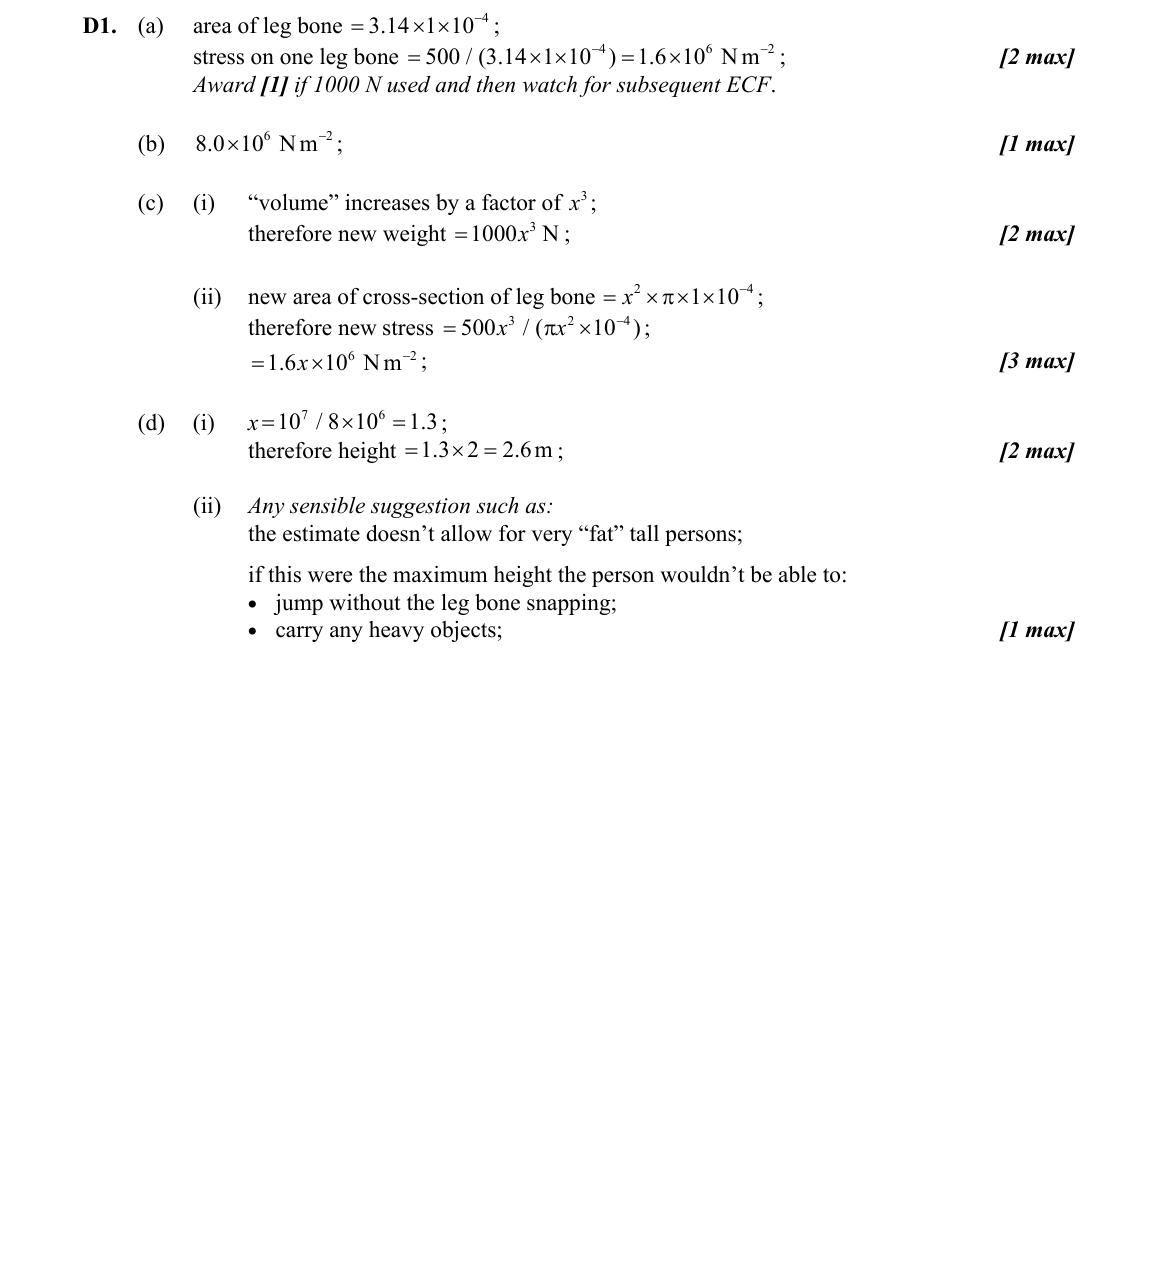 D1. (a) area of leg bone = 3.14×1×10⁻⁴ ;
stress on one leg bone = 500 / (3.14×1×10⁻⁴) = 1.6×10⁶ N m⁻² ; [2 max]
Award [1] if 1000 N used and then watch for subsequent ECF.
(b) 8.0×10⁶ N m⁻² ; [1 max]
(c) (i) “volume” increases by a factor of x³ ;
therefore new weight = 1000x³ N ; [2 max]
(ii) new area of cross-section of leg bone = x² × π × 1×10⁻⁴ ;
therefore new stress = 500x³ / (πx² ×10⁻⁴) ;
= 1.6x×10⁶ N m⁻² ; [3 max]
(d) (i) x = 10⁷ / 8×10⁶ = 1.3 ;
therefore height = 1.3×2 = 2.6 m ; [2 max]
(ii) Any sensible suggestion such as:
the estimate doesn’t allow for very “fat” tall persons;
if this were the maximum height the person wouldn’t be able to:
• jump without the leg bone snapping;
• carry any heavy objects; [1 max]